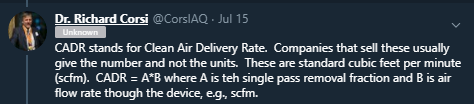 Dr. Richard Corsi @CorsIAQ · Jul 15
Unknown
CADR stands for Clean Air Delivery Rate. Companies that sell these usually
give the number and not the units. These are standard cubic feet per minute
(scfm). CADR = A*B where A is teh single pass removal fraction and B is air
flow rate though the device, e.g., scfm.